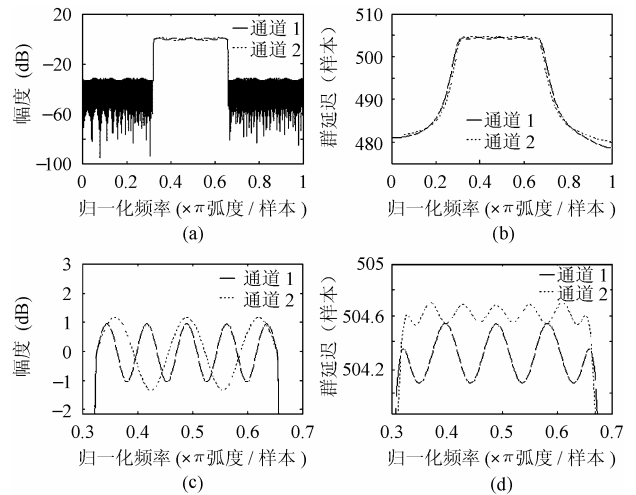 20
−20
−60
−100
幅度 (dB)
通道 1
通道 2
0
0.2
0.4
0.6
0.8
1
归一化频率 (×π弧度 / 样本 )
(a)
510
500
490
480
群延迟（样本）
通道 1
通道 2
0
0.2
0.4
0.6
0.8
1
归一化频率 (×π弧度 / 样本 )
(b)
3
2
1
0
−1
−2
幅度 (dB)
通道 1
通道 2
0.3
0.4
0.5
0.6
0.7
归一化频率 (×π弧度 / 样本 )
(c)
505
504.6
504.2
群延迟（样本）
通道 1
通道 2
0.3
0.4
0.5
0.6
0.7
归一化频率 (×π弧度 / 样本 )
(d)